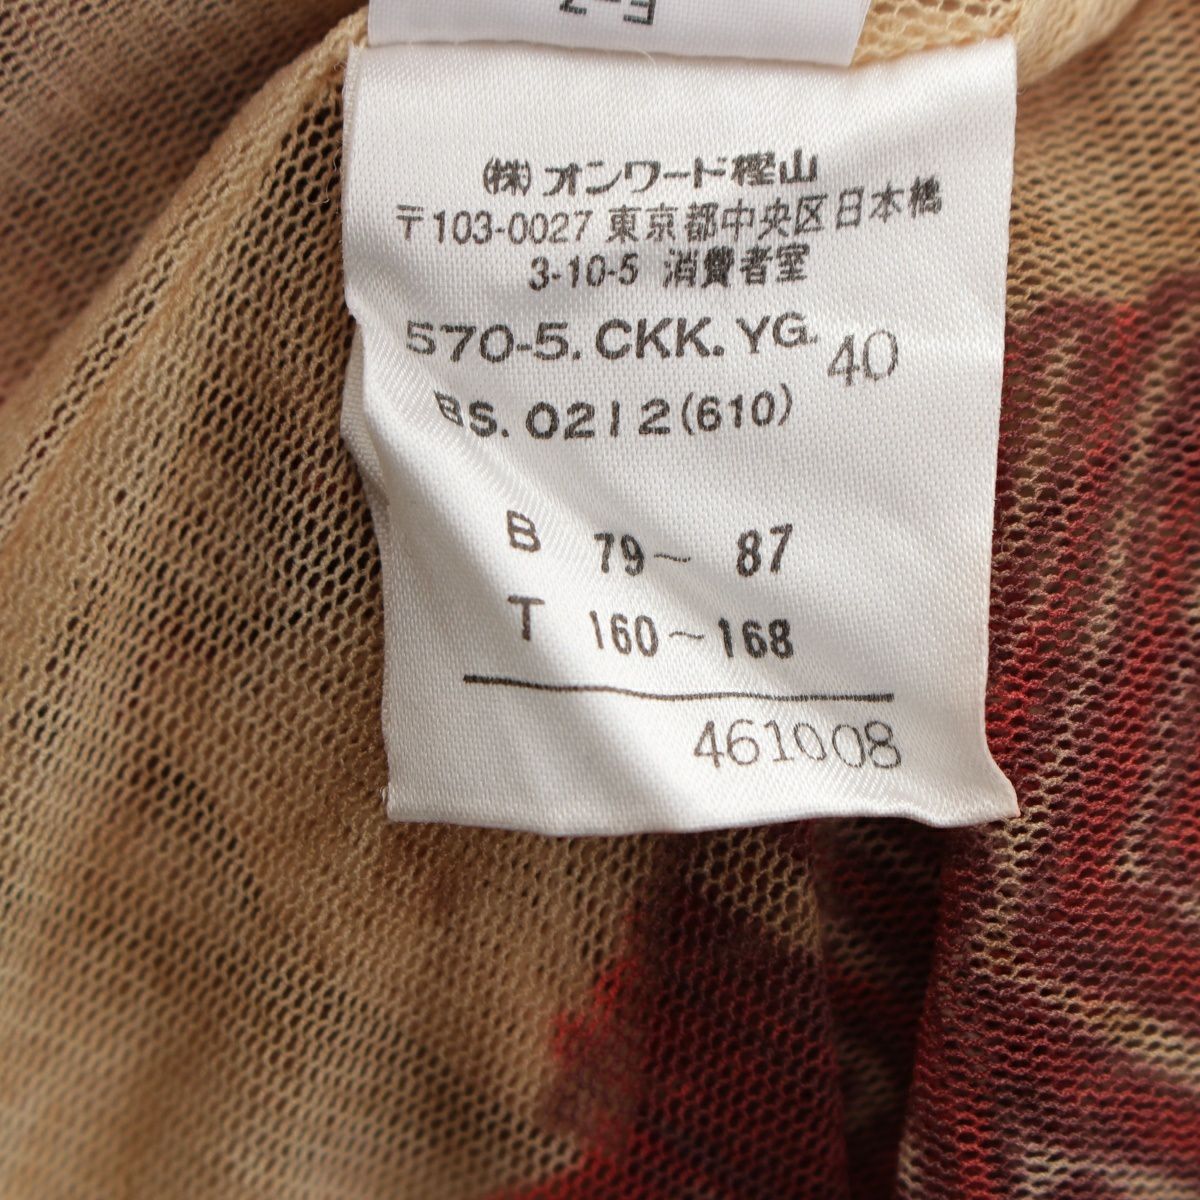 ㈱オンワード樫山
〒103-0027 東京都中央区日本橋
3-10-5 消費者室
570-5.CKK.YG. 40
BS.0212(610)
B 79～ 87
T 160～168
461008